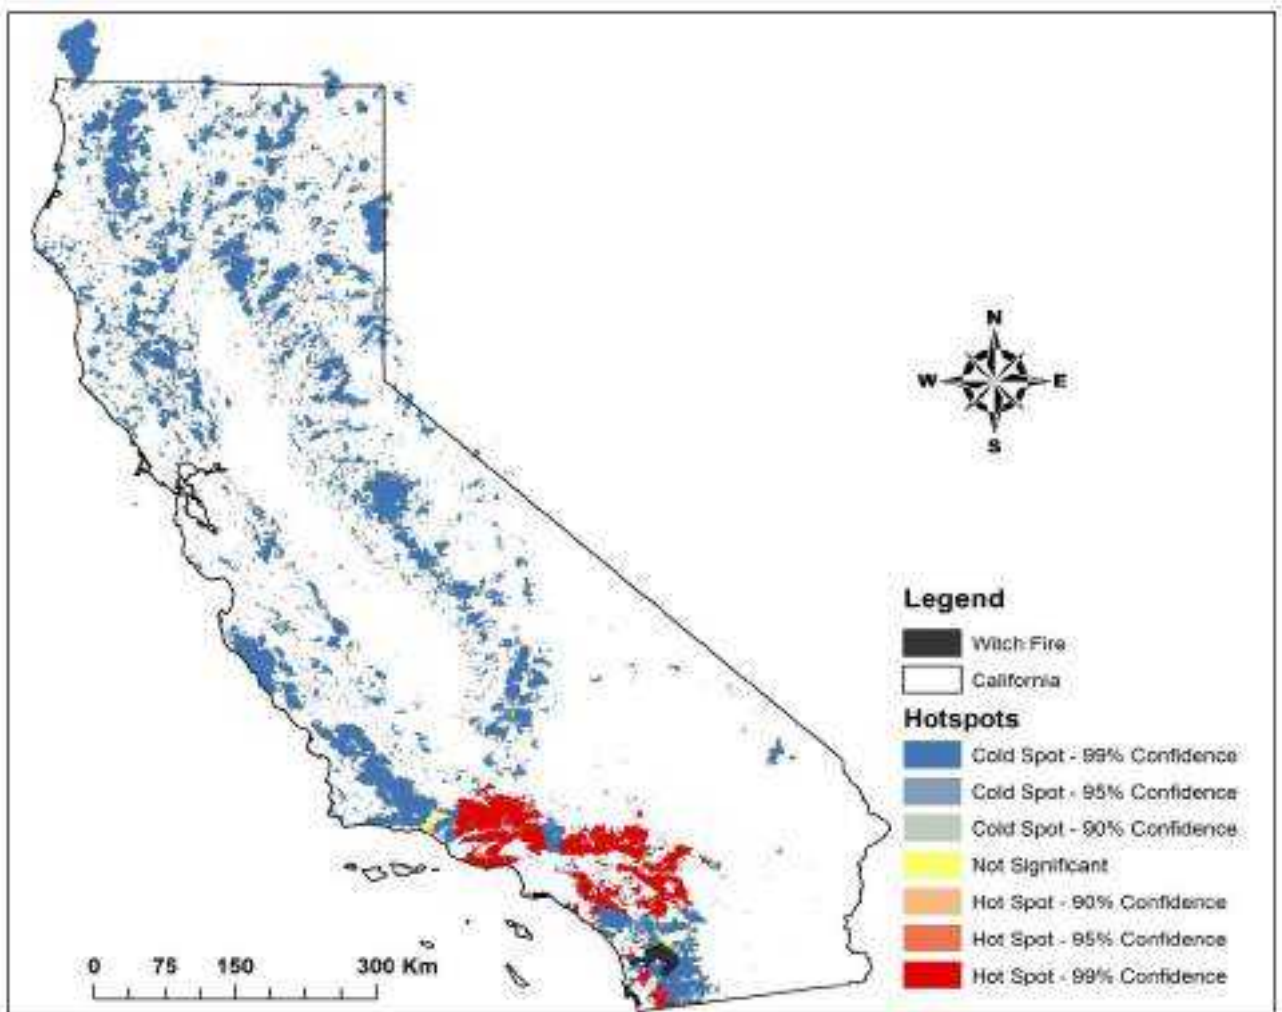 N
W E
S
Legend
Witch Fire
California
Hotspots
Cold Spot - 99% Confidence
Cold Spot - 95% Confidence
Cold Spot - 90% Confidence
Not Significant
Hot Spot - 90% Confidence
Hot Spot - 95% Confidence
Hot Spot - 99% Confidence
0 75 150 300 Km